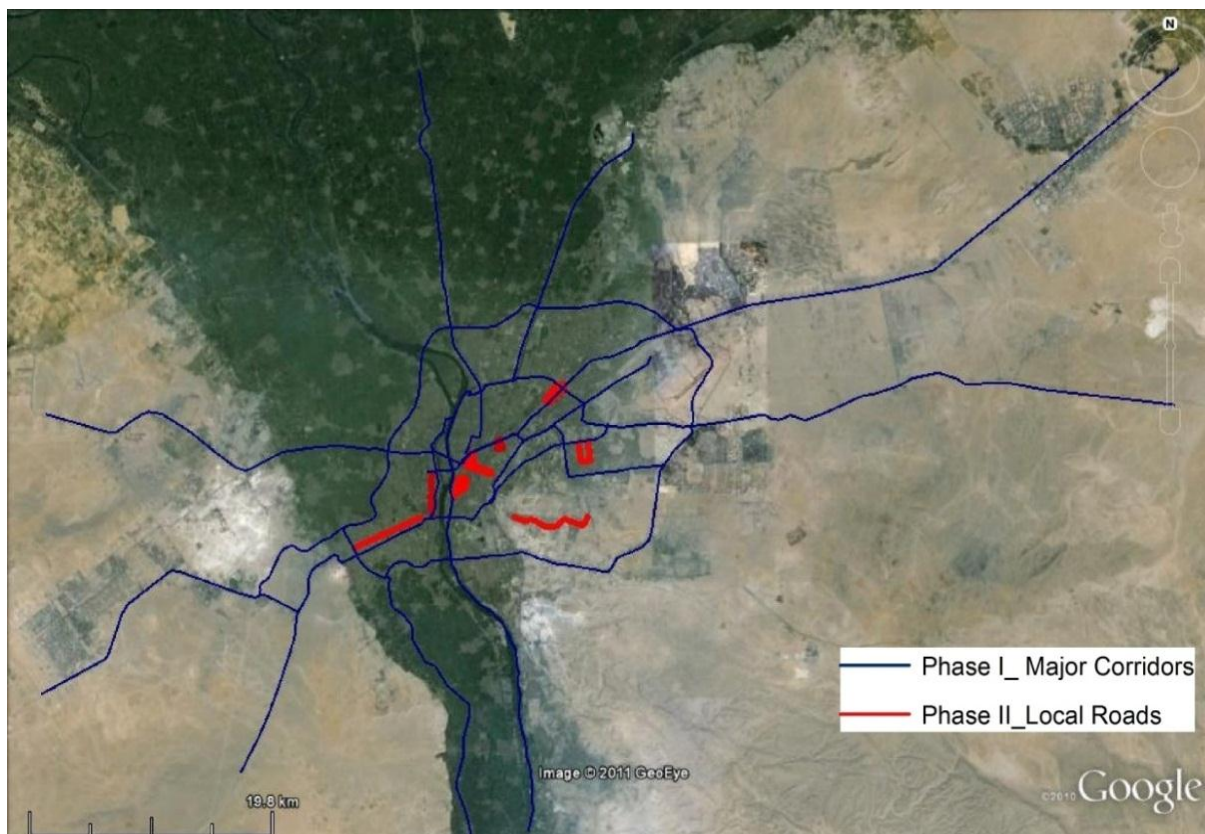 N
Phase I_ Major Corridors
Phase II_Local Roads
Image © 2011 GeoEye
©2010 Google
19.8 km